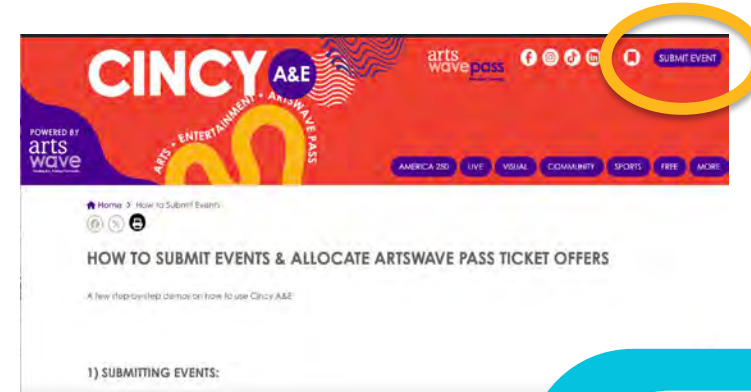 CINCY A&E
arts
wave pass
SUBMIT EVENT
ARTS • ENTERTAINMENT • ARTSWAVE PASS
POWERED BY
arts
wave
AMERICA 250 LIVE VISUAL COMMUNITY SPORTS FREE MORE
Home > How to Submit Events
HOW TO SUBMIT EVENTS & ALLOCATE ARTSWAVE PASS TICKET OFFERS
A few step-by-step demos on how to use Cincy A&E
1) SUBMITTING EVENTS: